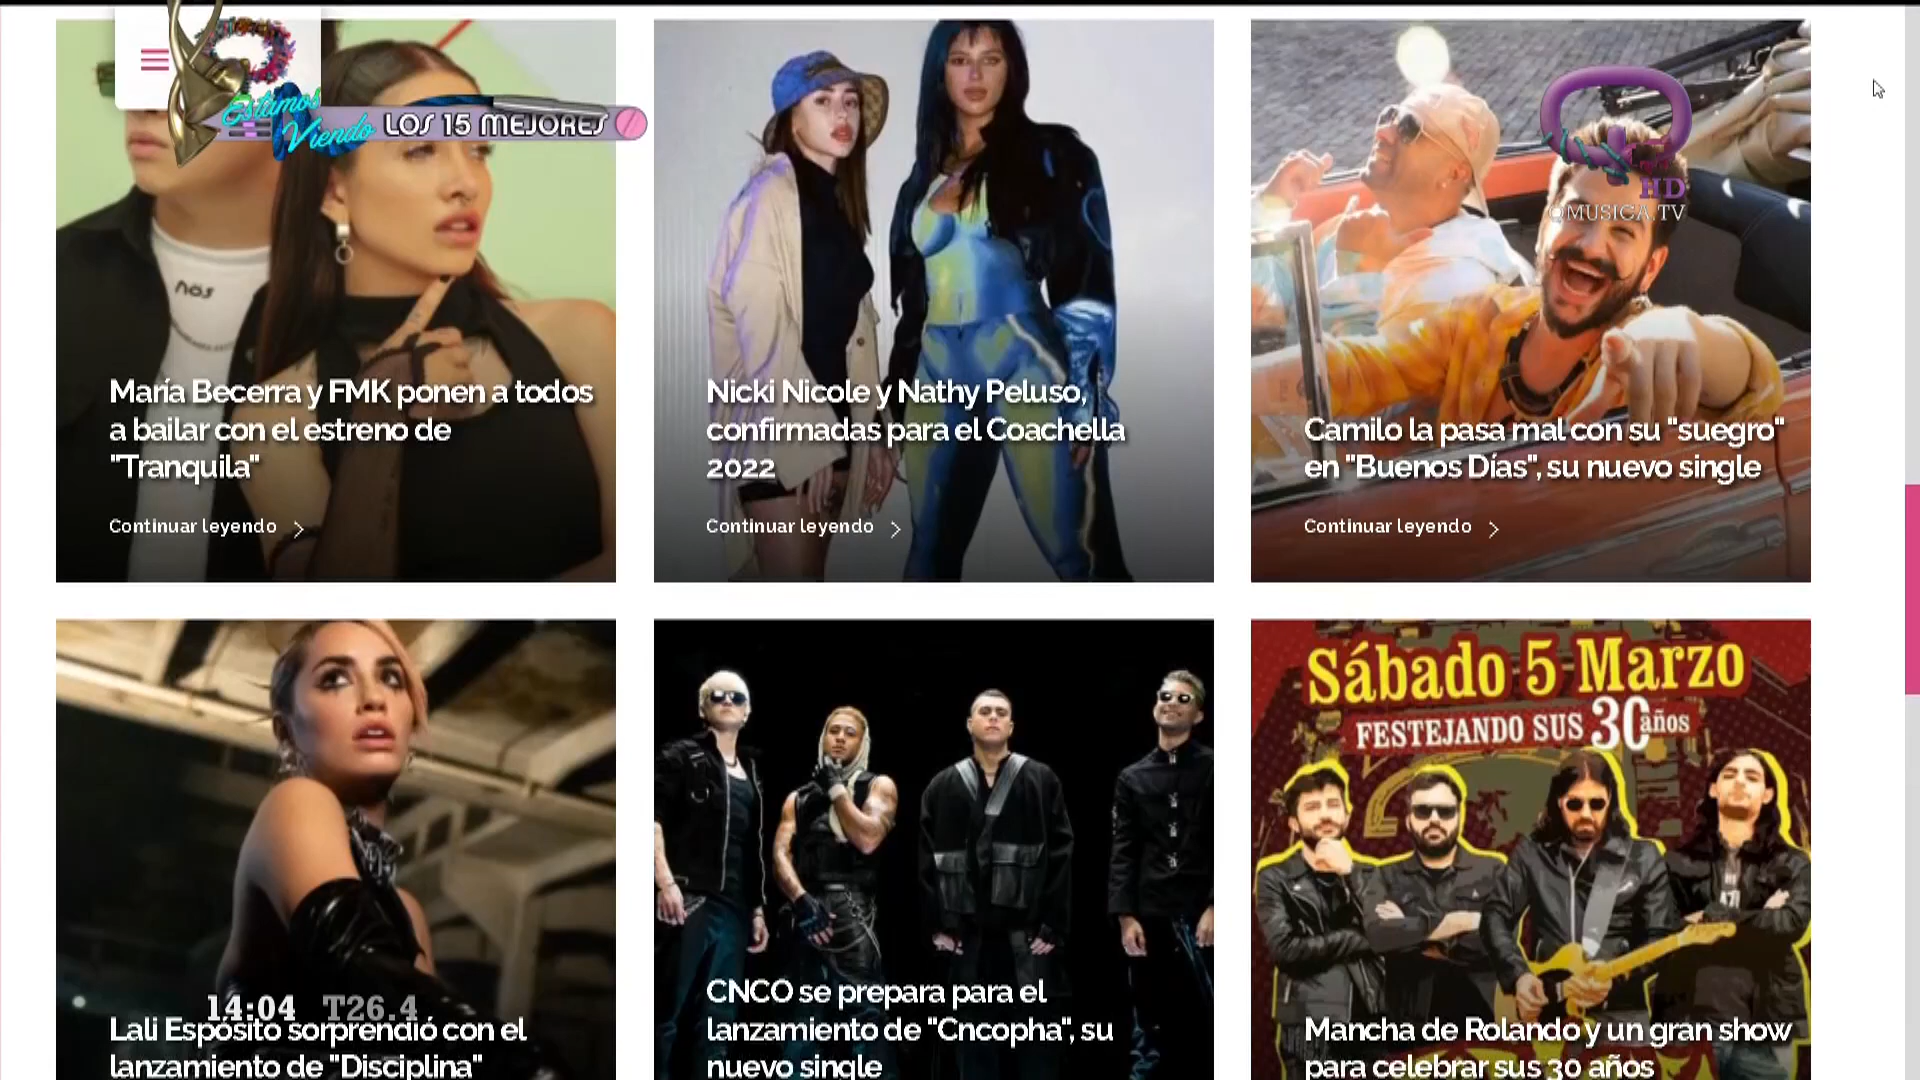 Estamos
Viendo
LOS 15 MEJORES
HD
QMUSICA.TV
nos
María Becerra y FMK ponen a todos
a bailar con el estreno de
"Tranquila"
Continuar leyendo
Nicki Nicole y Nathy Peluso,
confirmadas para el Coachella
2022
Continuar leyendo
Camilo la pasa mal con su "suegro"
en "Buenos Días", su nuevo single
Continuar leyendo
14:04 T26.4
Lali Espósito sorprendió con el
lanzamiento de "Disciplina"
CNCO se prepara para el
lanzamiento de "Cncopha", su
nuevo single
Sábado 5 Marzo
FESTEJANDO SUS 30 años
Mancha de Rolando y un gran show
para celebrar sus 30 años